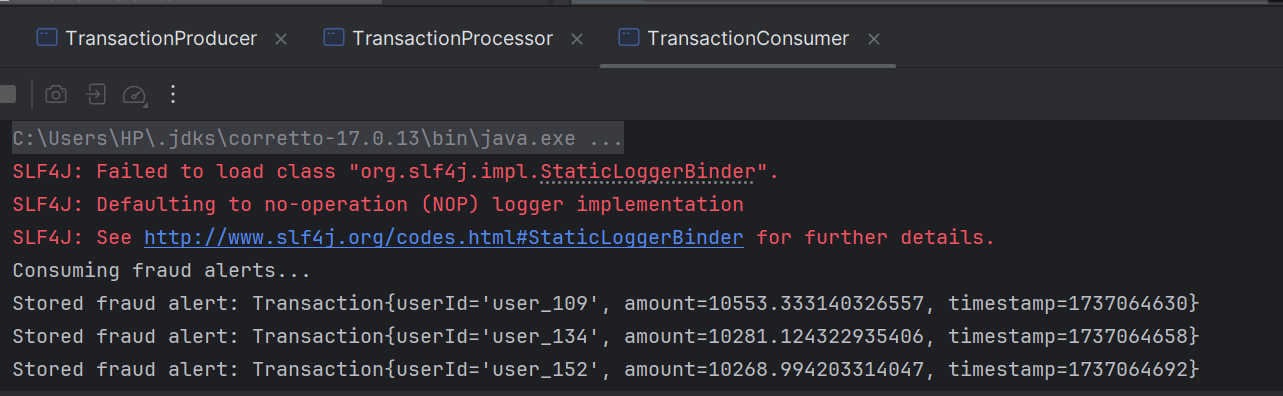 TransactionProducer
TransactionProcessor
TransactionConsumer
C:\Users\HP\.jdks\corretto-17.0.13\bin\java.exe ...
SLF4J: Failed to load class "org.slf4j.impl.StaticLoggerBinder".
SLF4J: Defaulting to no-operation (NOP) logger implementation
SLF4J: See http://www.slf4j.org/codes.html#StaticLoggerBinder for further details.
Consuming fraud alerts...
Stored fraud alert: Transaction{userId='user_109', amount=10553.333140326557, timestamp=1737064630}
Stored fraud alert: Transaction{userId='user_134', amount=10281.124322935406, timestamp=1737064658}
Stored fraud alert: Transaction{userId='user_152', amount=10268.994203314047, timestamp=1737064692}